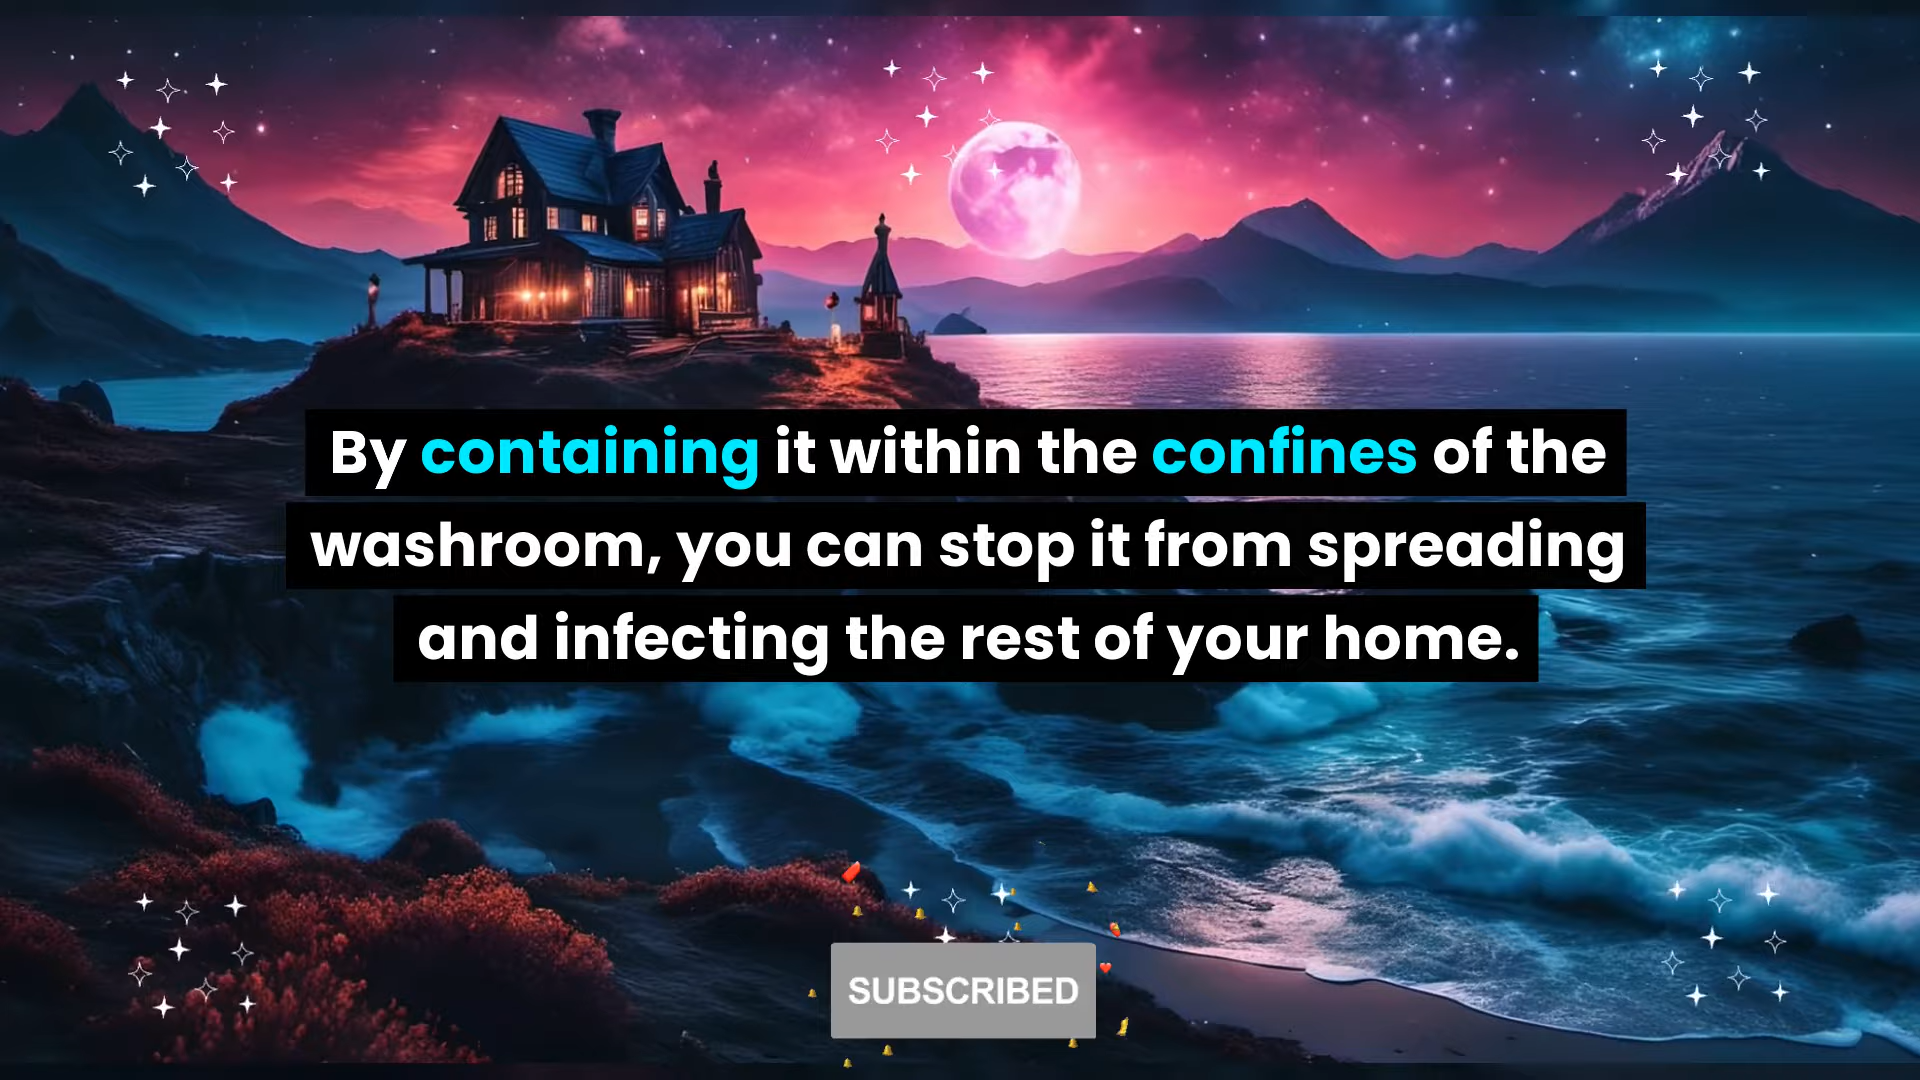 By containing it within the confines of the
washroom, you can stop it from spreading
and infecting the rest of your home.
SUBSCRIBED